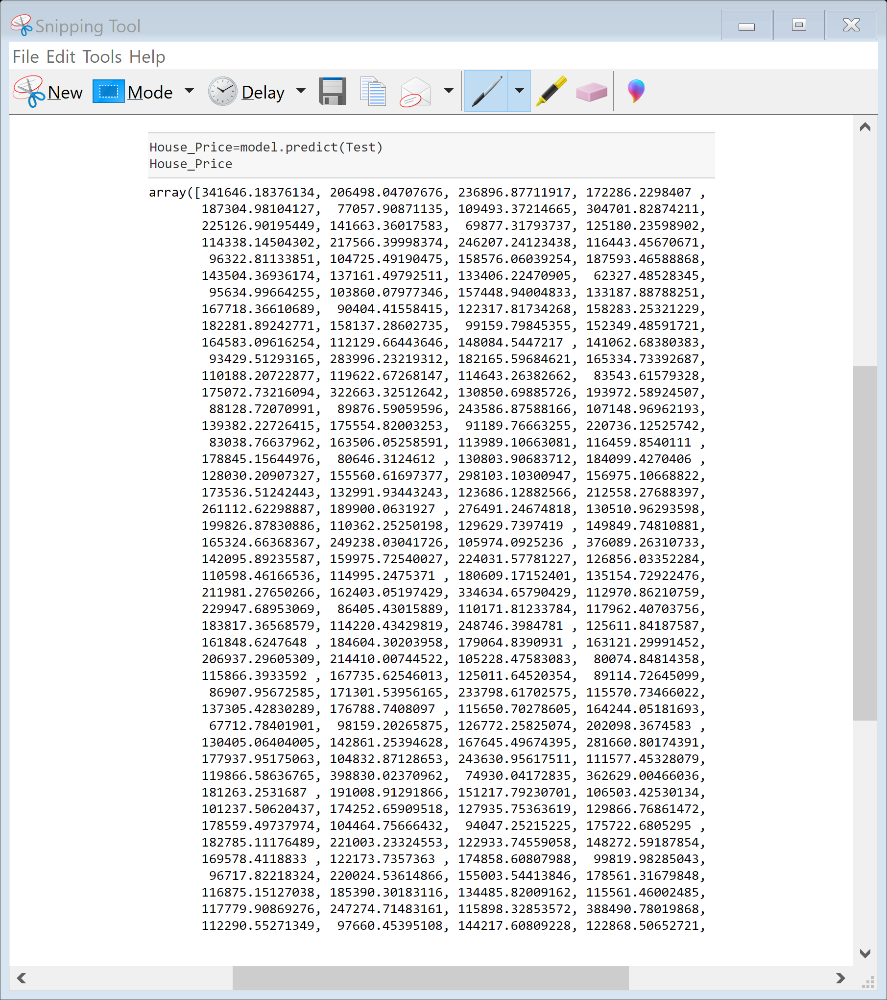 Snipping Tool
File Edit Tools Help
New Mode Delay
House_Price=model.predict(Test)
House_Price
array([341646.18376134, 206498.04707676, 236896.87711917, 172286.2298407 ,
187304.98104127, 77057.90871135, 109493.37214665, 304701.82874211,
225126.90195449, 141663.36017583, 69877.31793737, 125180.23598902,
114338.14504302, 217566.39998374, 246207.24123438, 116443.45670671,
96322.81133851, 104725.49190475, 158576.06039254, 187593.46588868,
143504.36936174, 137161.49792511, 133406.22470905, 62327.48528345,
95634.99664255, 103860.07977346, 157448.94004833, 133187.88788251,
167718.36610689, 90404.41558415, 122317.81734268, 158283.25321229,
182281.89242771, 158137.28602735, 99159.79845355, 152349.48591721,
164583.09616254, 112129.66443646, 148084.5447217 , 141062.68380383,
93429.51293165, 283996.23219312, 182165.59684621, 165334.73392687,
110188.20722877, 119622.67268147, 114643.26382662, 83543.61579328,
175072.73216094, 322663.32512642, 130850.69885726, 193972.58924507,
88128.72070991, 89876.59059596, 243586.87588166, 107148.96962193,
139382.22726415, 175554.82003253, 91189.76663255, 220736.12525742,
83038.76637962, 163506.05258591, 113989.10663081, 116459.8540111 ,
178845.15644976, 80646.3124612 , 130803.90683712, 184099.4270406 ,
128030.20907327, 155560.61697377, 298103.10300947, 156975.10668822,
173536.51242443, 132991.93443243, 123686.12882566, 212558.27688397,
261112.62298887, 189900.0631927 , 276491.24674818, 130510.96293598,
199826.87830886, 110362.25250198, 129629.7397419 , 149849.74810881,
165324.66368367, 249238.03041726, 105974.0925236 , 376089.26310733,
142095.89235587, 159975.72540027, 224031.57781227, 126856.03352284,
110598.46166536, 114995.2475371 , 180609.17152401, 135154.72922476,
211981.27650266, 162403.05197429, 334634.65790429, 112970.86210759,
229947.68953069, 86405.43015889, 110171.81233784, 117962.40703756,
183817.36568579, 114220.43429819, 248746.3984781 , 125611.84187587,
161848.6247648 , 184604.30203958, 179064.8390931 , 163121.29991452,
206937.29605309, 214410.00744522, 105228.47583083, 80074.84814358,
115866.3933592 , 167735.62546013, 125011.64520354, 89114.72645099,
86907.95672585, 171301.53956165, 233798.61702575, 115570.73466022,
137305.42830289, 176788.7408097 , 115650.70278605, 164244.05181693,
67712.78401901, 98159.20265875, 126772.25825074, 202098.3674583 ,
130405.06404005, 142861.25394628, 167645.49674395, 281660.80174391,
177937.95175063, 104832.87128653, 243630.95617511, 111577.45328079,
119866.58636765, 398830.02370962, 74930.04172835, 362629.00466036,
181263.2531687 , 191008.91291866, 151217.79230701, 106503.42530134,
101237.50620437, 174252.65909518, 127935.75363619, 129866.76861472,
178559.49737974, 104464.75666432, 94047.25215225, 175722.6805295 ,
182785.11176489, 221003.23324553, 122933.74559058, 148272.59187854,
169578.4118833 , 122173.7357363 , 174858.60807988, 99819.98285043,
96717.82218324, 220024.53614866, 155003.54413846, 178561.31679848,
116875.15127038, 185390.30183116, 134485.82009162, 115561.46002485,
117779.90869276, 247274.71483161, 115898.32853572, 388490.78019868,
112290.55271349, 97660.45395108, 144217.60809228, 122868.50652721,